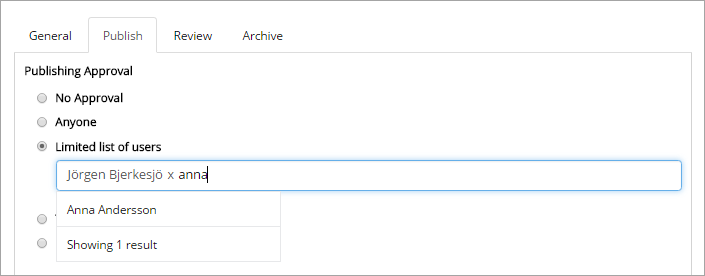 General Publish Review Archive
Publishing Approval
No Approval
Anyone
Limited list of users
Jörgen Bjerkesjö x anna
Anna Andersson
Showing 1 result